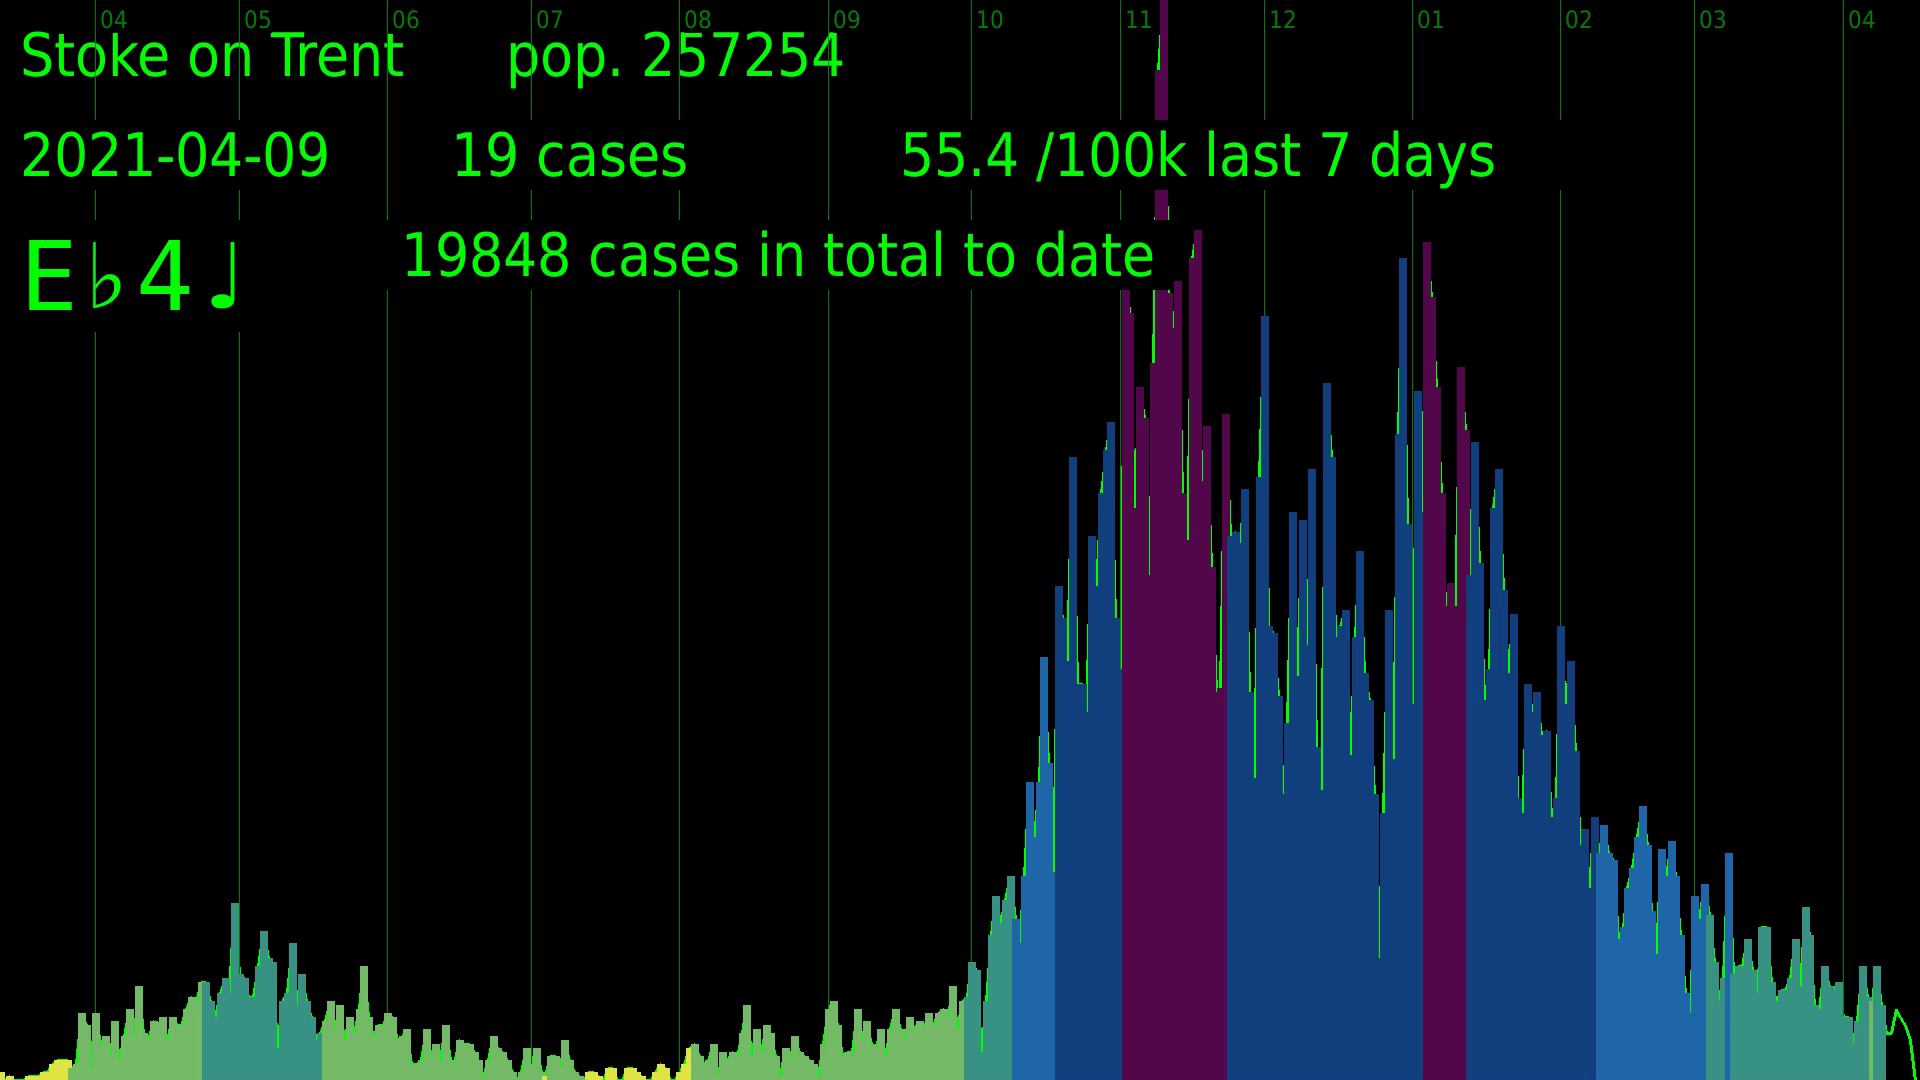 04 05 06 07 08 09 10 11 12 01 02 03 04
Stoke on Trent pop. 257254
2021-04-09 19 cases 55.4 /100k last 7 days
E♭4♩ 19848 cases in total to date